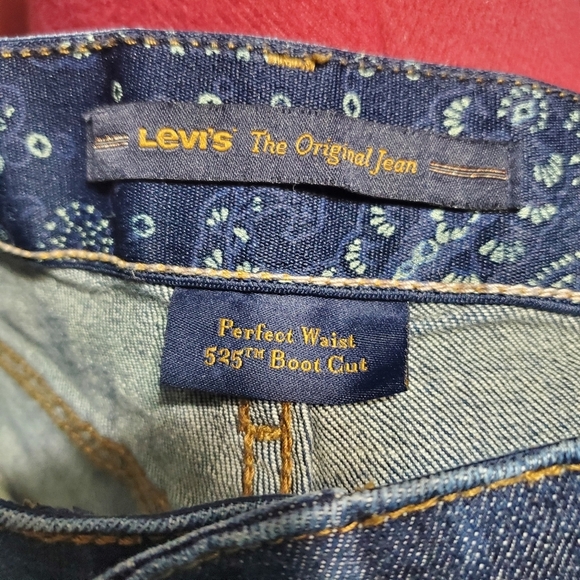 LEVI'S The Original Jean
Perfect Waist
525™ Boot Cut